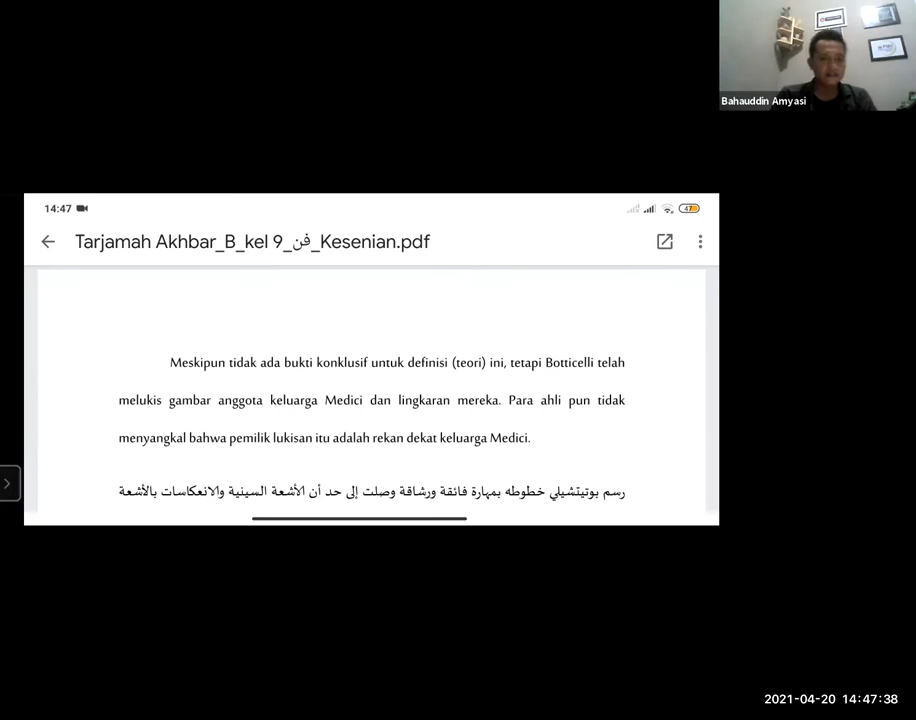 Bahauddin Amyasi
14:47
47
Tarjamah Akhbar_B_kel 9_فن_Kesenian.pdf
Meskipun tidak ada bukti konklusif untuk definisi (teori) ini, tetapi Botticelli telah
melukis gambar anggota keluarga Medici dan lingkaran mereka. Para ahli pun tidak
menyangkal bahwa pemilik lukisan itu adalah rekan dekat keluarga Medici.
رسم بوتيتشيلي خطوطه بمهارة فائقة ورشاقة وصلت إلى حد أن الأشعة السينية والانعكاسات بالأشعة
2021-04-20 14:47:38